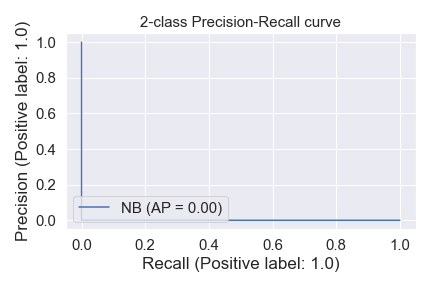 2-class Precision-Recall curve
Precision (Positive label: 1.0)
1.0
0.8
0.6
0.4
0.2
0.0
NB (AP = 0.00)
0.0 0.2 0.4 0.6 0.8 1.0
Recall (Positive label: 1.0)